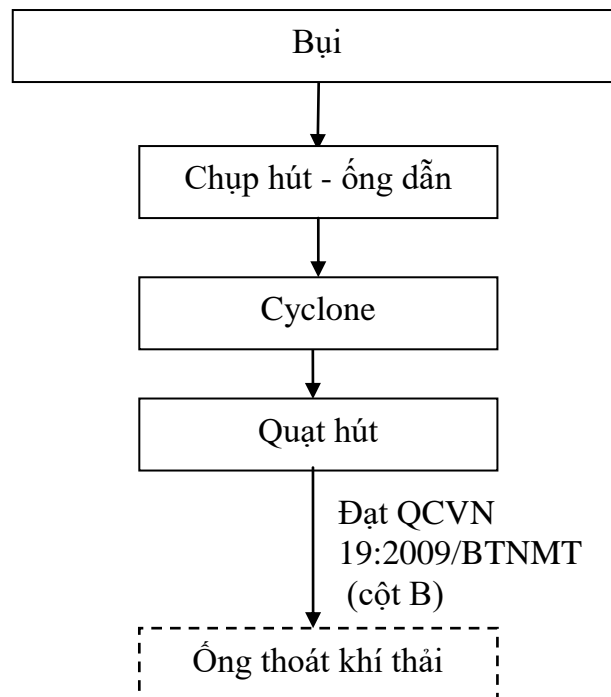 Bụi
Chụp hút - ống dẫn
Cyclone
Quạt hút
Đạt QCVN
19:2009/BTNMT
(cột B)
Ống thoát khí thải